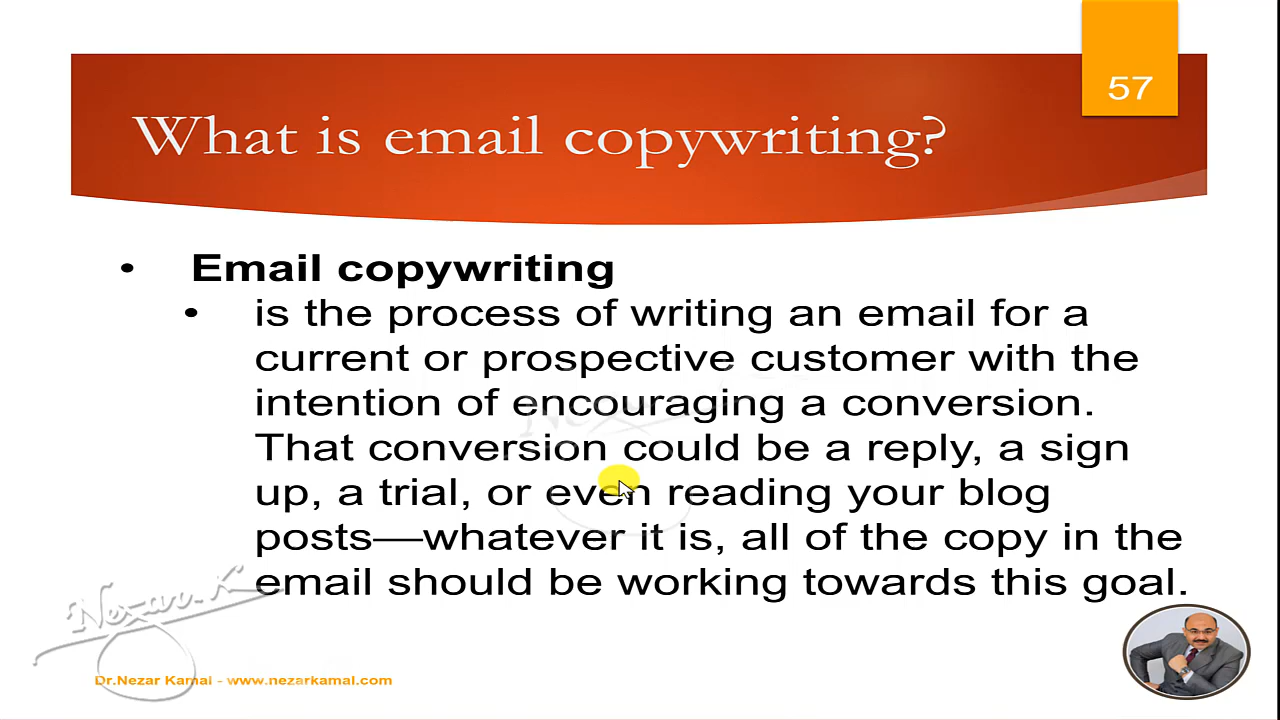 57
What is email copywriting?
• Email copywriting
• is the process of writing an email for a
current or prospective customer with the
intention of encouraging a conversion.
That conversion could be a reply, a sign
up, a trial, or even reading your blog
posts—whatever it is, all of the copy in the
email should be working towards this goal.
Nezar.K
Dr.Nezar Kamal - www.nezarkamal.com